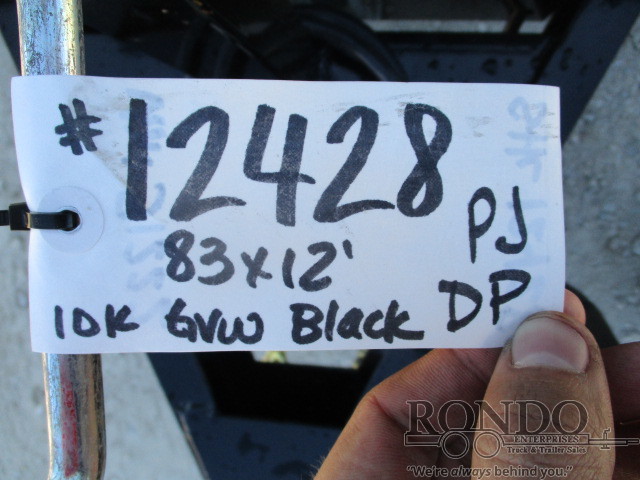 #12428
83x12'
PJ
10K GVW Black DP
RONDO
ENTERPRISES
Truck & Trailer Sales
"We're always behind you."